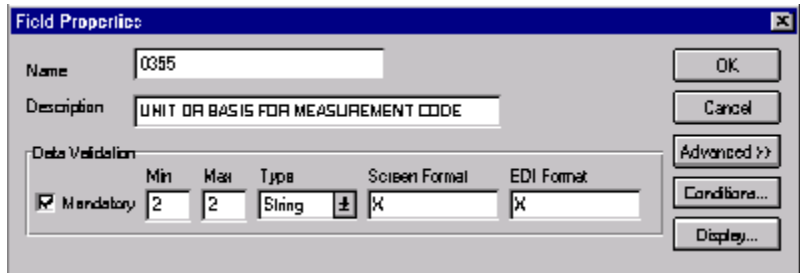 Field Properties
Name 0355 OK
Description UNIT OR BASIS FOR MEASUREMENT CODE Cancel
Data Validation Advanced >>
Min Max Type Screen Format EDI Format
Mandatory 2 2 String X X Conditions...
Display...